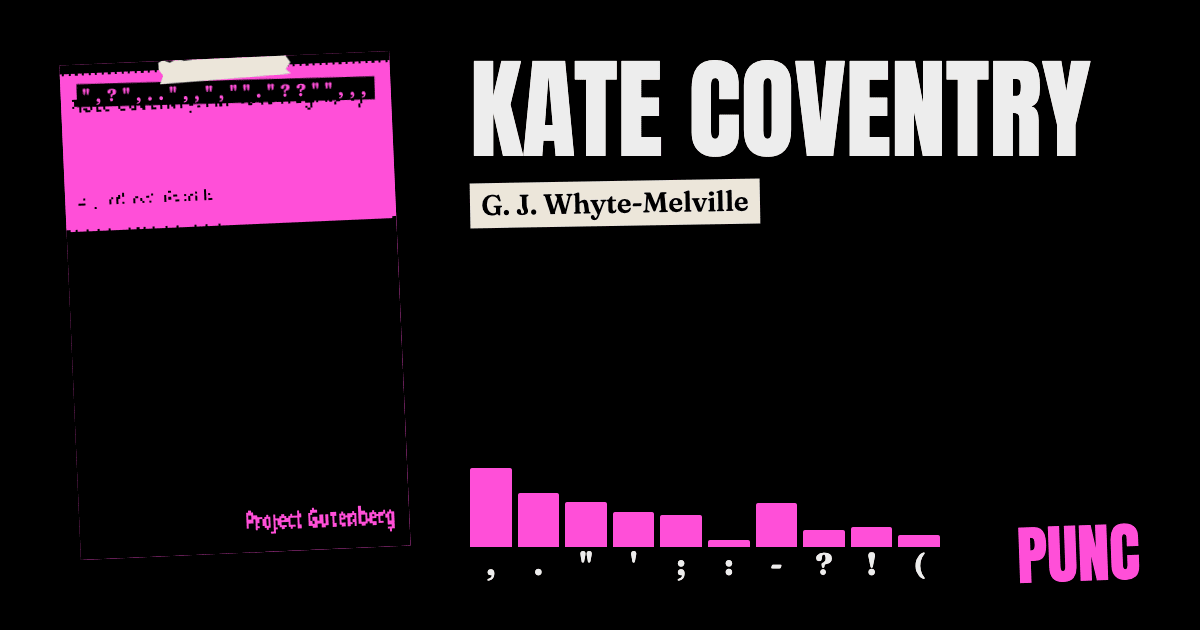 ",?",..",,",""."??"",,,
Project Gutenberg
KATE COVENTRY
G. J. Whyte-Melville
, . " ' ; : - ? ! (
PUNC